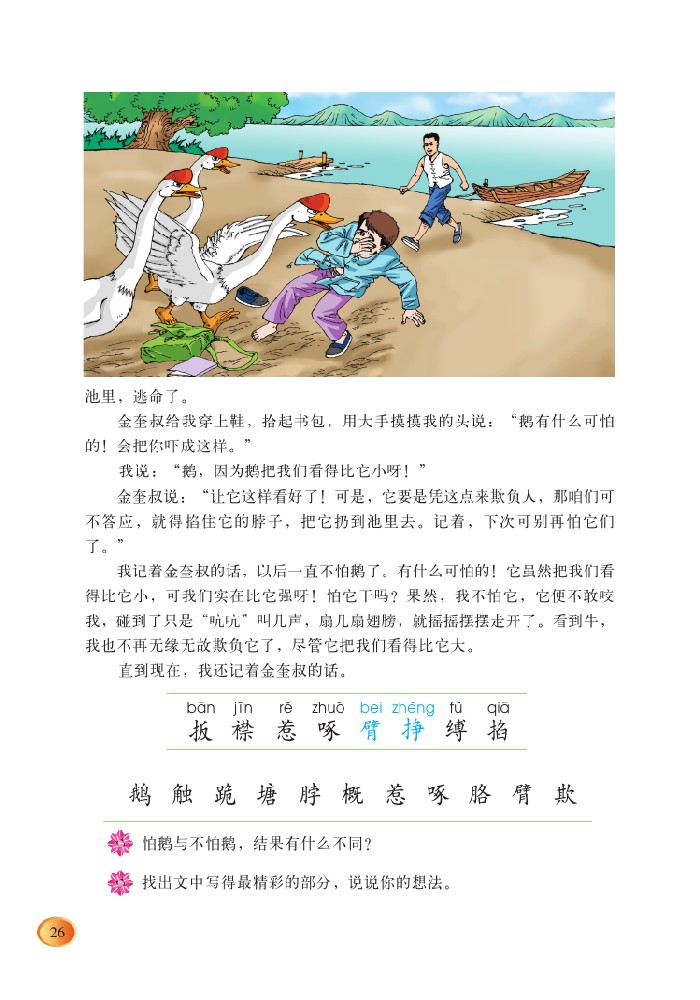 池里，逃命了。
金奎叔给我穿上鞋，拾起书包，用大手摸摸我的头说：“鹅有什么可怕
的！会把你吓成这样。”
我说：“鹅，因为鹅把我们看得比它小呀！”
金奎叔说：“让它这样看好了！可是，它要是凭这点来欺负人，那咱们可
不答应，就得掐住它的脖子，把它扔到池里去。记着，下次可别再怕它们
了。”
我记着金奎叔的话，以后一直不怕鹅了。有什么可怕的！它虽然把我们看
得比它小，可我们实在比它强呀！怕它干吗？果然，我不怕它，它便不敢咬
我，碰到了只是“吭吭”叫几声，扇几扇翅膀，就摇摇摆摆走开了。看到牛，
我也不再无缘无故欺负它了，尽管它把我们看得比它大。
直到现在，我还记着金奎叔的话。
bān jīn rě zhuó bei zhēng fù qiā
扳 襟 惹 啄 臂 挣 缚 掐
鹅 触 跪 塘 脖 概 惹 啄 胳 臂 欺
怕鹅与不怕鹅，结果有什么不同？
找出文中写得最精彩的部分，说说你的想法。
26